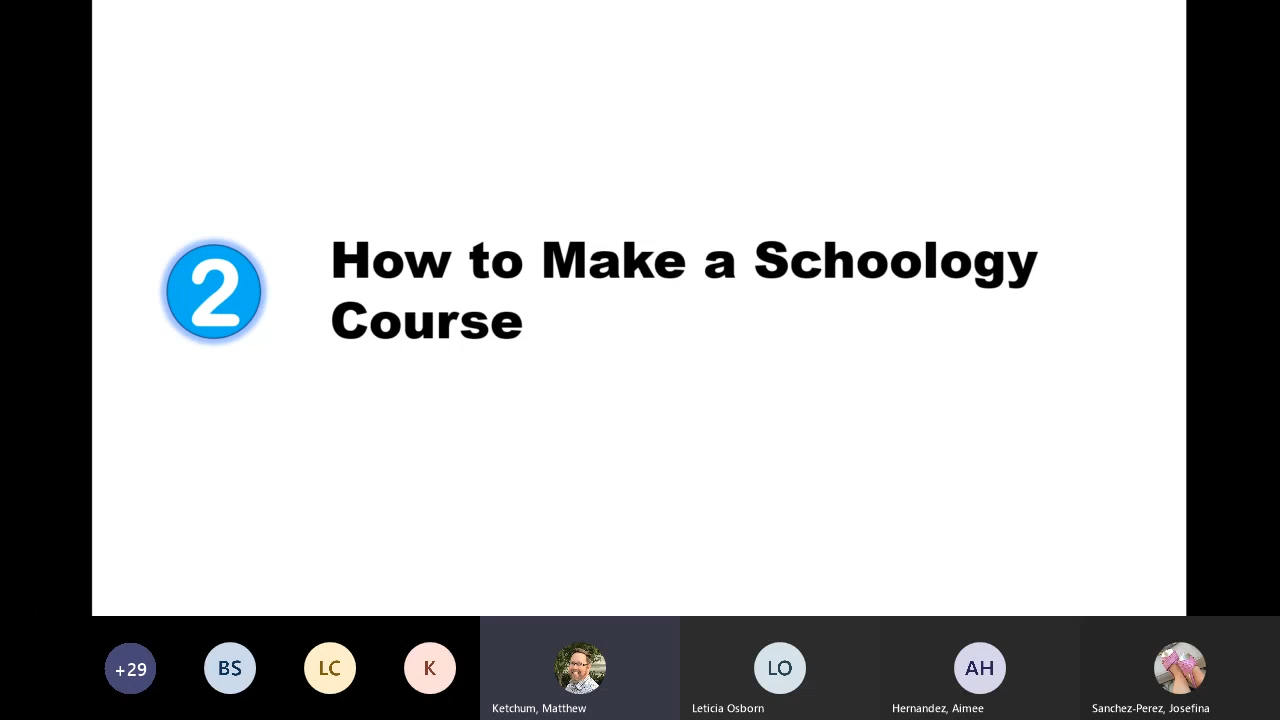 2
How to Make a Schoology
Course
+29
BS
LC
K
Ketchum, Matthew
LO
Leticia Osborn
AH
Hernandez, Aimee
Sanchez-Perez, Josefina